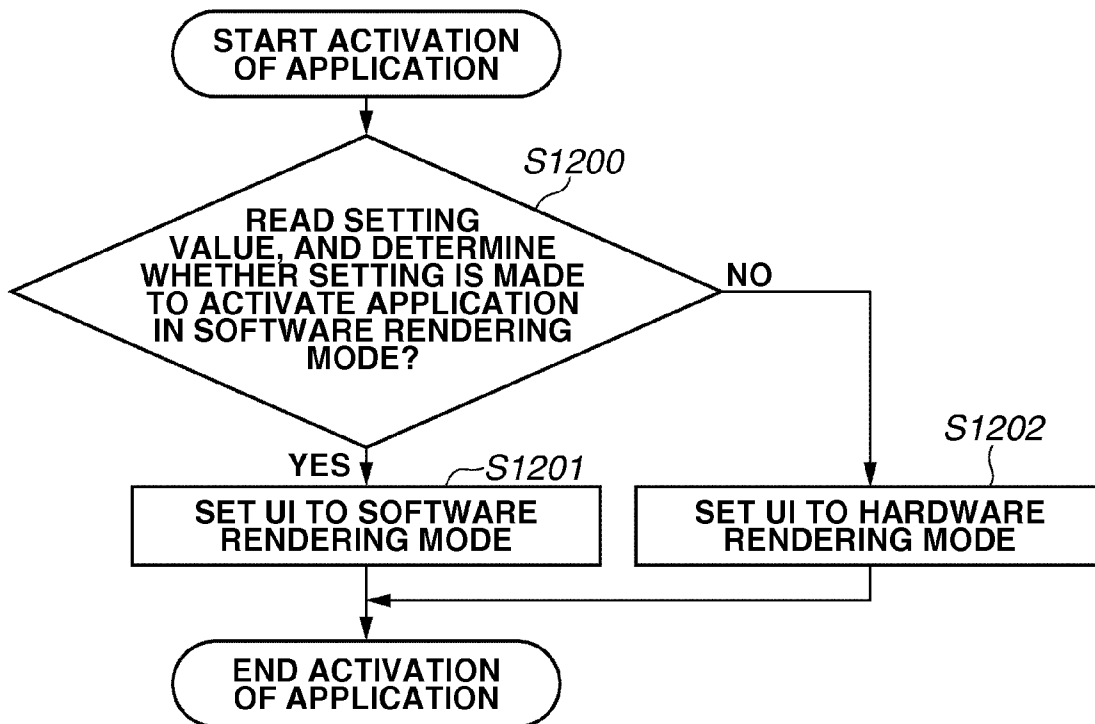 START ACTIVATION
OF APPLICATION
S1200
READ SETTING
VALUE, AND DETERMINE
WHETHER SETTING IS MADE
TO ACTIVATE APPLICATION
IN SOFTWARE RENDERING
MODE?
NO
YES
S1201
SET UI TO SOFTWARE
RENDERING MODE
S1202
SET UI TO HARDWARE
RENDERING MODE
END ACTIVATION
OF APPLICATION